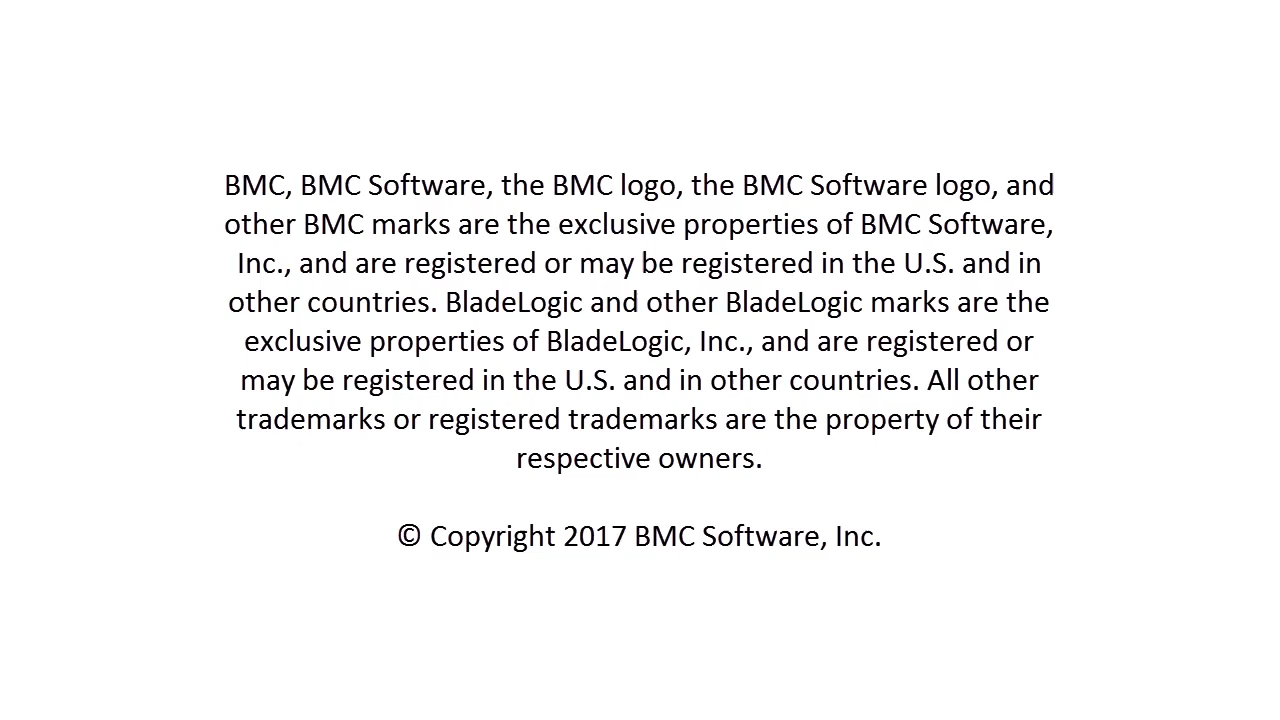 BMC, BMC Software, the BMC logo, the BMC Software logo, and
other BMC marks are the exclusive properties of BMC Software,
Inc., and are registered or may be registered in the U.S. and in
other countries. BladeLogic and other BladeLogic marks are the
exclusive properties of BladeLogic, Inc., and are registered or
may be registered in the U.S. and in other countries. All other
trademarks or registered trademarks are the property of their
respective owners.
© Copyright 2017 BMC Software, Inc.